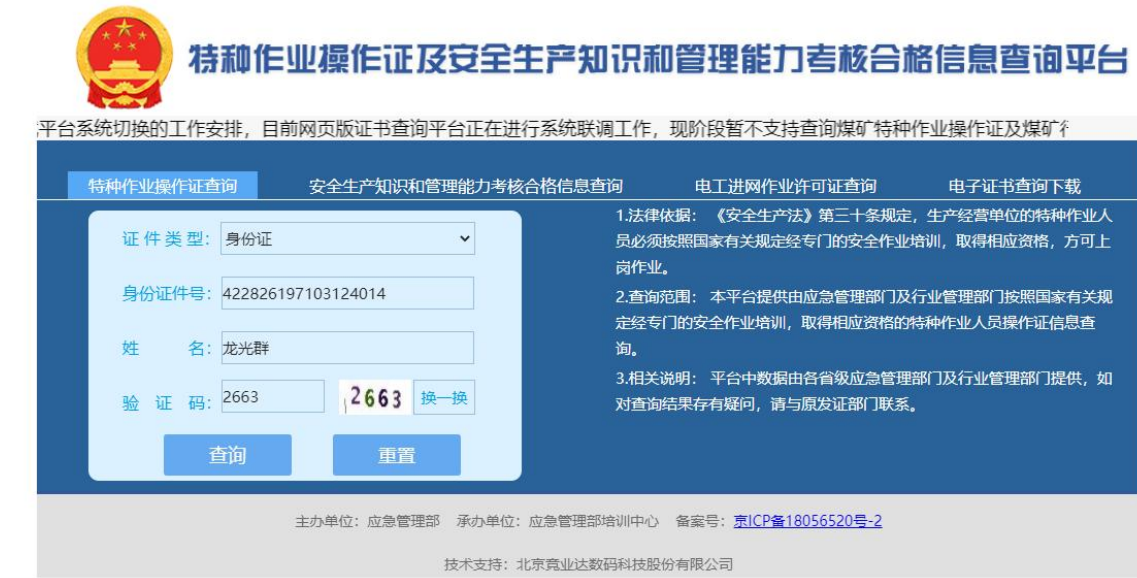 特种作业操作证及安全生产知识和管理能力考核合格信息查询平台
平台系统切换的工作安排，目前网页版证书查询平台正在进行系统联调工作，现阶段暂不支持查询煤矿特种作业操作证及煤矿
特种作业操作证查询 安全生产知识和管理能力考核合格信息查询 电工进网作业许可证查询 电子证书查询下载
证件类型： 身份证
身份证件号： 422826197103124014
姓 名： 龙光群
验 证 码： 2663 2663 换一换
查询 重置
1.法律依据： 《安全生产法》第三十条规定，生产经营单位的特种作业人
员必须按照国家有关规定经专门的安全作业培训，取得相应资格，方可上
岗作业。
2.查询范围： 本平台提供由应急管理部门及行业管理部门按照国家有关规
定经专门的安全作业培训，取得相应资格的特种作业人员操作证信息查
询。
3.相关说明： 平台中数据由各省级应急管理部门及行业管理部门提供，如
对查询结果存有疑问，请与原发证部门联系。
主办单位：应急管理部 承办单位：应急管理部培训中心 备案号：京ICP备18056520号-2
技术支持：北京竟业达数码科技股份有限公司